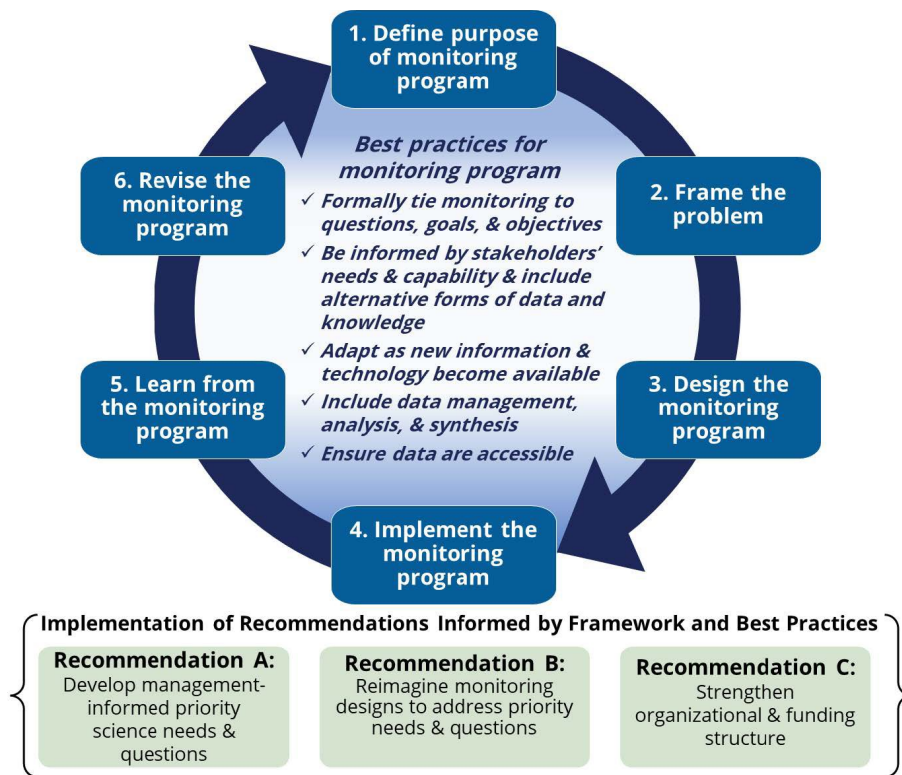 1. Define purpose
of monitoring
program
2. Frame the
problem
3. Design the
monitoring
program
4. Implement the
monitoring
program
5. Learn from
the monitoring
program
6. Revise the
monitoring
program
Best practices for
monitoring program
✓ Formally tie monitoring to
questions, goals, & objectives
✓ Be informed by stakeholders’
needs & capability & include
alternative forms of data and
knowledge
✓ Adapt as new information &
technology become available
✓ Include data management,
analysis, & synthesis
✓ Ensure data are accessible
Implementation of Recommendations Informed by Framework and Best Practices
Recommendation A:
Develop management-
informed priority
science needs &
questions
Recommendation B:
Reimagine monitoring
designs to address priority
needs & questions
Recommendation C:
Strengthen
organizational & funding
structure